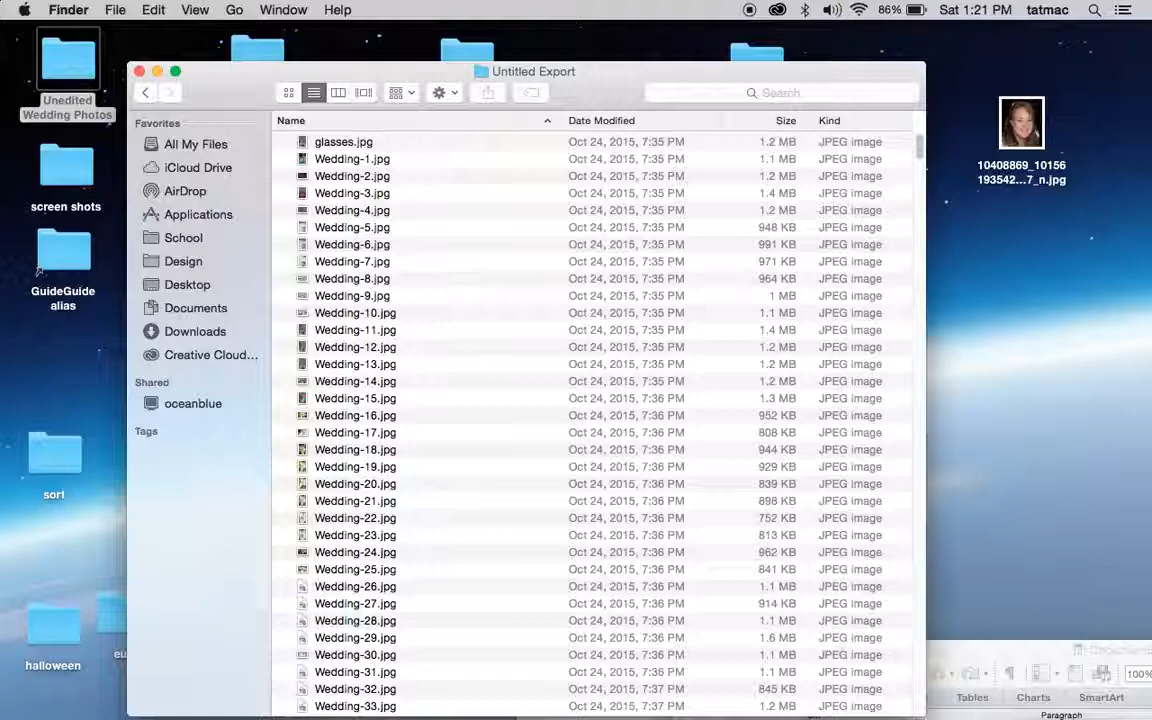 Finder File Edit View Go Window Help 86% Sat 1:21 PM tatmac
Unedited
Wedding Photos
screen shots
GuideGuide
alias
sort
halloween
eu
Untitled Export
Search
Favorites
All My Files
iCloud Drive
AirDrop
Applications
School
Design
Desktop
Documents
Downloads
Creative Cloud...
Shared
oceanblue
Tags
Name Date Modified Size Kind
glasses.jpg Oct 24, 2015, 7:35 PM 1.2 MB JPEG image
Wedding-1.jpg Oct 24, 2015, 7:35 PM 1.1 MB JPEG image
Wedding-2.jpg Oct 24, 2015, 7:35 PM 1.2 MB JPEG image
Wedding-3.jpg Oct 24, 2015, 7:35 PM 1.4 MB JPEG image
Wedding-4.jpg Oct 24, 2015, 7:35 PM 1.2 MB JPEG image
Wedding-5.jpg Oct 24, 2015, 7:35 PM 948 KB JPEG image
Wedding-6.jpg Oct 24, 2015, 7:35 PM 991 KB JPEG image
Wedding-7.jpg Oct 24, 2015, 7:35 PM 971 KB JPEG image
Wedding-8.jpg Oct 24, 2015, 7:35 PM 964 KB JPEG image
Wedding-9.jpg Oct 24, 2015, 7:35 PM 1 MB JPEG image
Wedding-10.jpg Oct 24, 2015, 7:35 PM 1.1 MB JPEG image
Wedding-11.jpg Oct 24, 2015, 7:35 PM 1.4 MB JPEG image
Wedding-12.jpg Oct 24, 2015, 7:35 PM 1.2 MB JPEG image
Wedding-13.jpg Oct 24, 2015, 7:35 PM 1.2 MB JPEG image
Wedding-14.jpg Oct 24, 2015, 7:35 PM 1.2 MB JPEG image
Wedding-15.jpg Oct 24, 2015, 7:35 PM 1.3 MB JPEG image
Wedding-16.jpg Oct 24, 2015, 7:36 PM 952 KB JPEG image
Wedding-17.jpg Oct 24, 2015, 7:36 PM 808 KB JPEG image
Wedding-18.jpg Oct 24, 2015, 7:36 PM 944 KB JPEG image
Wedding-19.jpg Oct 24, 2015, 7:36 PM 929 KB JPEG image
Wedding-20.jpg Oct 24, 2015, 7:36 PM 839 KB JPEG image
Wedding-21.jpg Oct 24, 2015, 7:36 PM 898 KB JPEG image
Wedding-22.jpg Oct 24, 2015, 7:36 PM 752 KB JPEG image
Wedding-23.jpg Oct 24, 2015, 7:36 PM 813 KB JPEG image
Wedding-24.jpg Oct 24, 2015, 7:36 PM 962 KB JPEG image
Wedding-25.jpg Oct 24, 2015, 7:36 PM 841 KB JPEG image
Wedding-26.jpg Oct 24, 2015, 7:36 PM 1.1 MB JPEG image
Wedding-27.jpg Oct 24, 2015, 7:36 PM 914 KB JPEG image
Wedding-28.jpg Oct 24, 2015, 7:36 PM 1.1 MB JPEG image
Wedding-29.jpg Oct 24, 2015, 7:36 PM 1.6 MB JPEG image
Wedding-30.jpg Oct 24, 2015, 7:36 PM 1.1 MB JPEG image
Wedding-31.jpg Oct 24, 2015, 7:36 PM 1.1 MB JPEG image
Wedding-32.jpg Oct 24, 2015, 7:37 PM 845 KB JPEG image
Wedding-33.jpg Oct 24, 2015, 7:37 PM 1.2 MB JPEG image
10408869_10156
193542...7_n.jpg
100%
Tables Charts SmartArt
Paragraph